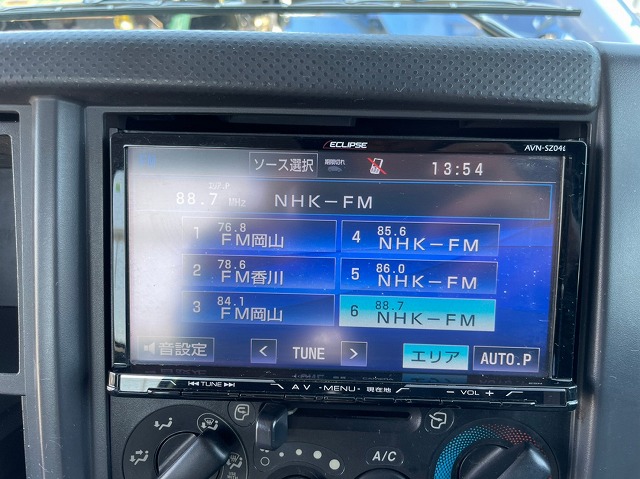 ECLIPSE
AVN-SZ04i
ソース選択
13:54
エリア.P
88.7 MHz NHK-FM
1 76.8 FM岡山
4 85.6 NHK-FM
2 78.6 FM香川
5 86.0 NHK-FM
3 84.1 FM岡山
6 88.7 NHK-FM
音設定
< TUNE >
エリア
AUTO.P
TUNE
AV
MENU
現在地
- VOL +
A/C